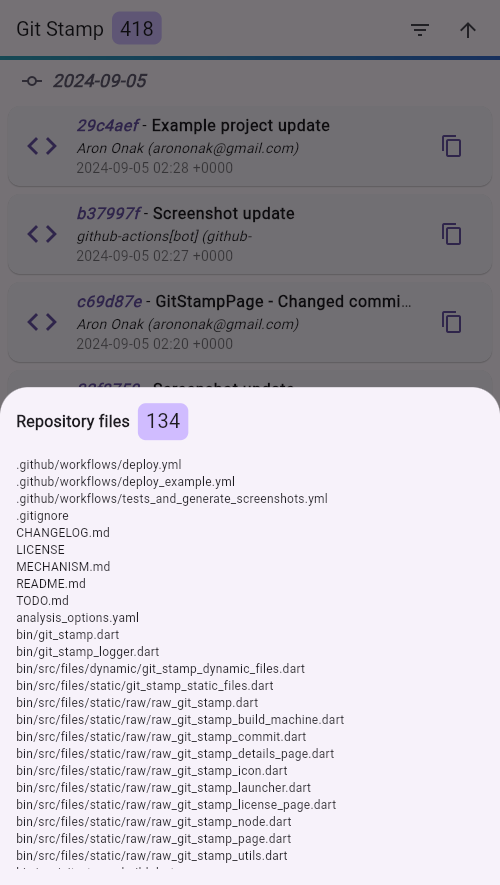 Git Stamp 418
2024-09-05
29c4aef - Example project update
Aron Onak (arononak@gmail.com)
2024-09-05 02:28 +0000
b37997f - Screenshot update
github-actions[bot] (github-
2024-09-05 02:27 +0000
c69d87e - GitStampPage - Changed commi…
Aron Onak (arononak@gmail.com)
2024-09-05 02:20 +0000
Screenshot update
Repository files 134
.github/workflows/deploy.yml
.github/workflows/deploy_example.yml
.github/workflows/tests_and_generate_screenshots.yml
.gitignore
CHANGELOG.md
LICENSE
MECHANISM.md
README.md
TODO.md
analysis_options.yaml
bin/git_stamp.dart
bin/git_stamp_logger.dart
bin/src/files/dynamic/git_stamp_dynamic_files.dart
bin/src/files/static/git_stamp_static_files.dart
bin/src/files/static/raw/raw_git_stamp.dart
bin/src/files/static/raw/raw_git_stamp_build_machine.dart
bin/src/files/static/raw/raw_git_stamp_commit.dart
bin/src/files/static/raw/raw_git_stamp_details_page.dart
bin/src/files/static/raw/raw_git_stamp_icon.dart
bin/src/files/static/raw/raw_git_stamp_launcher.dart
bin/src/files/static/raw/raw_git_stamp_license_page.dart
bin/src/files/static/raw/raw_git_stamp_node.dart
bin/src/files/static/raw/raw_git_stamp_page.dart
bin/src/files/static/raw/raw_git_stamp_utils.dart